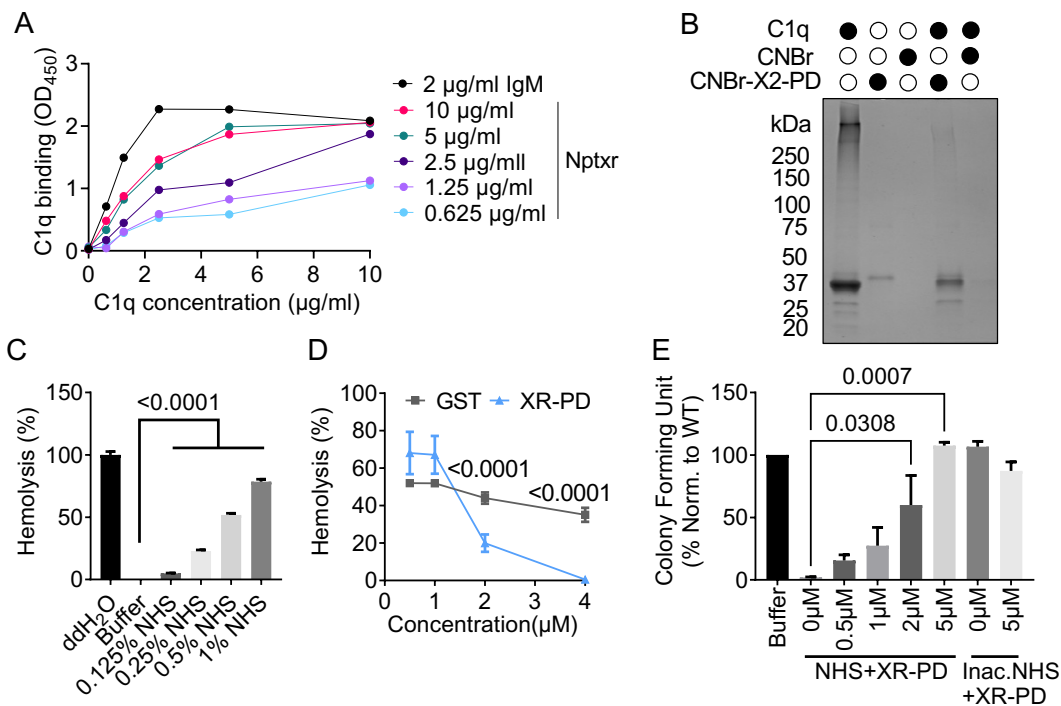 A
C1q binding (OD450)
2
1
0
0
2
4
6
8
10
C1q concentration (μg/ml)
2 μg/ml IgM
10 μg/ml
5 μg/ml
2.5 μg/mll
1.25 μg/ml
0.625 μg/ml
Nptxr
B
C1q
CNBr
CNBr-X2-PD
kDa
250
150
100
75
50
37
25
20
C
Hemolysis (%)
150
100
50
0
<0.0001
ddH2O
Buffer
0.125% NHS
0.25% NHS
0.5% NHS
1% NHS
D
Hemolysis (%)
100
80
60
40
20
0
GST
XR-PD
<0.0001
<0.0001
0
1
2
3
4
Concentration(μM)
E
Colony Forming Unit
(% Norm. to WT)
150
100
50
0
0.0007
0.0308
Buffer
0μM
0.5μM
1μM
2μM
5μM
0μM
5μM
NHS+XR-PD
Inac.NHS
+XR-PD